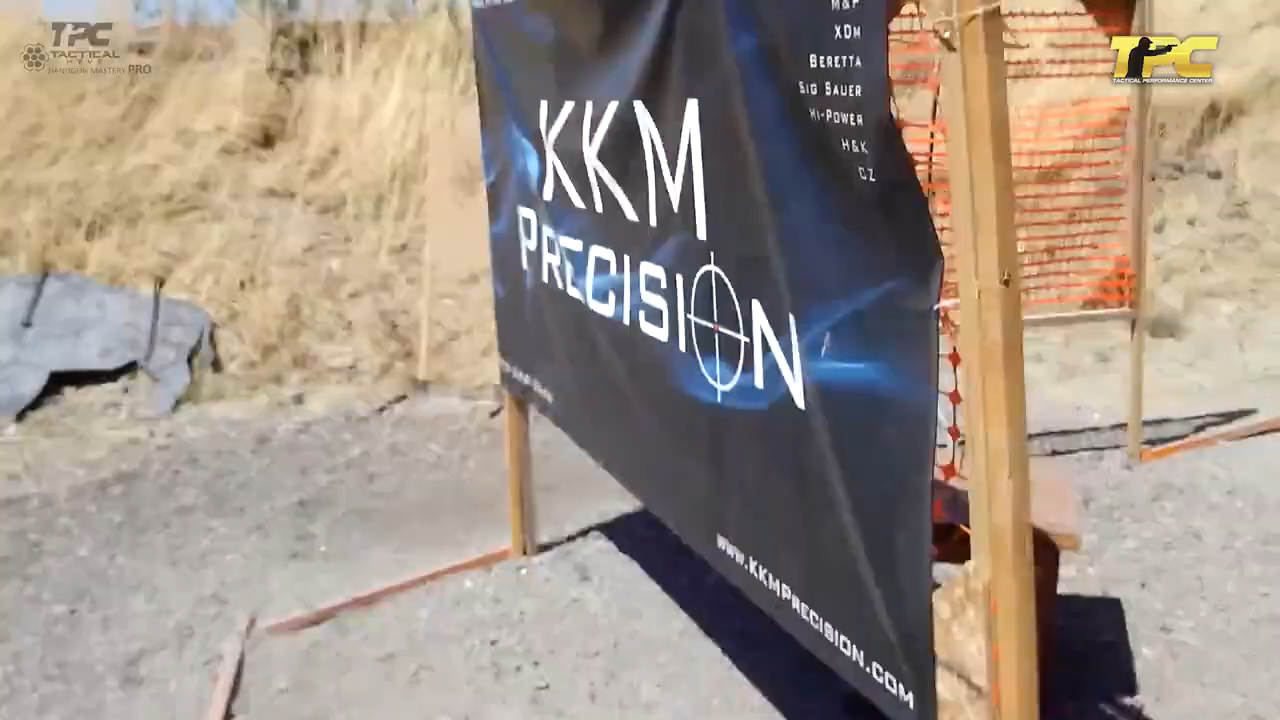 TPC
TACTICAL
HIVE
HANDGUN MASTERY PRO
TPC
TACTICAL PERFORMANCE CENTER
M&P
XDM
BERETTA
SIG SAUER
HI-POWER
H&K
CZ
KKM
PRECISION
WWW.KKMPRECISION.COM